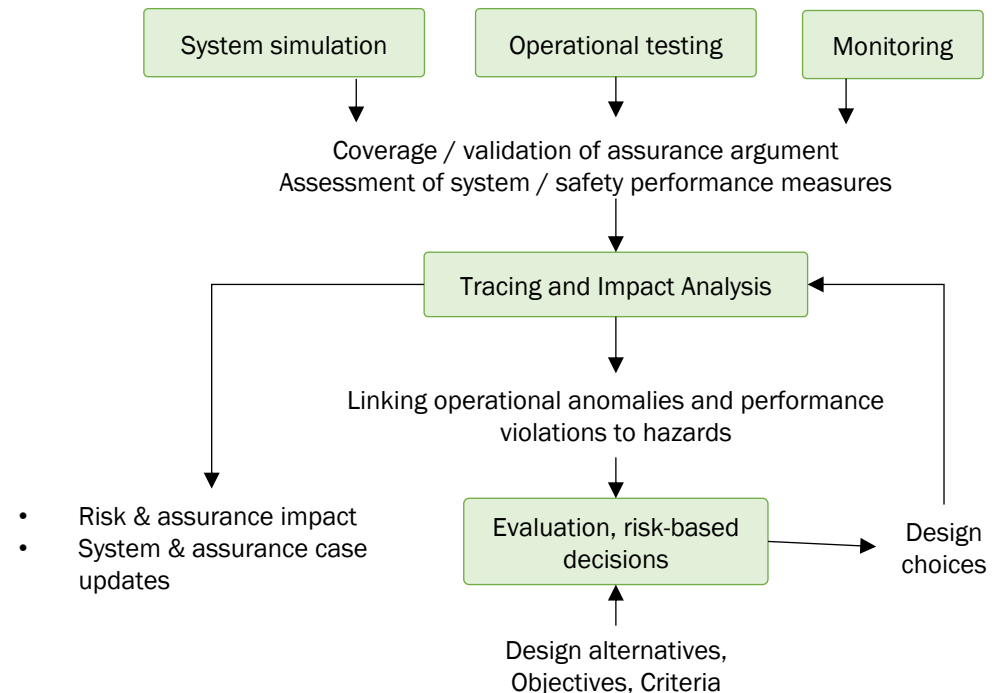 System simulation
Operational testing
Monitoring
Coverage / validation of assurance argument
Assessment of system / safety performance measures
Tracing and Impact Analysis
Linking operational anomalies and performance
violations to hazards
• Risk & assurance impact
• System & assurance case
updates
Evaluation, risk-based
decisions
Design
choices
Design alternatives,
Objectives, Criteria